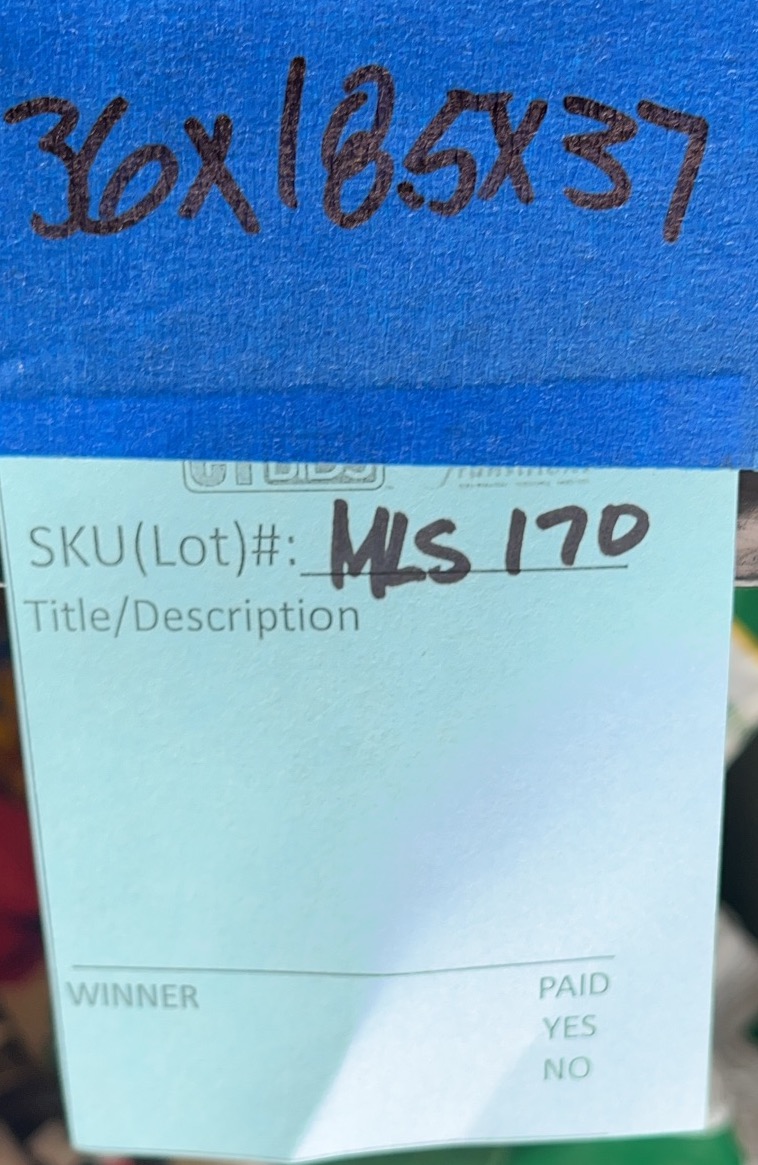 36x18.5x37
SKU(Lot)#: MLS 170
Title/Description
WINNER
PAID
YES
NO